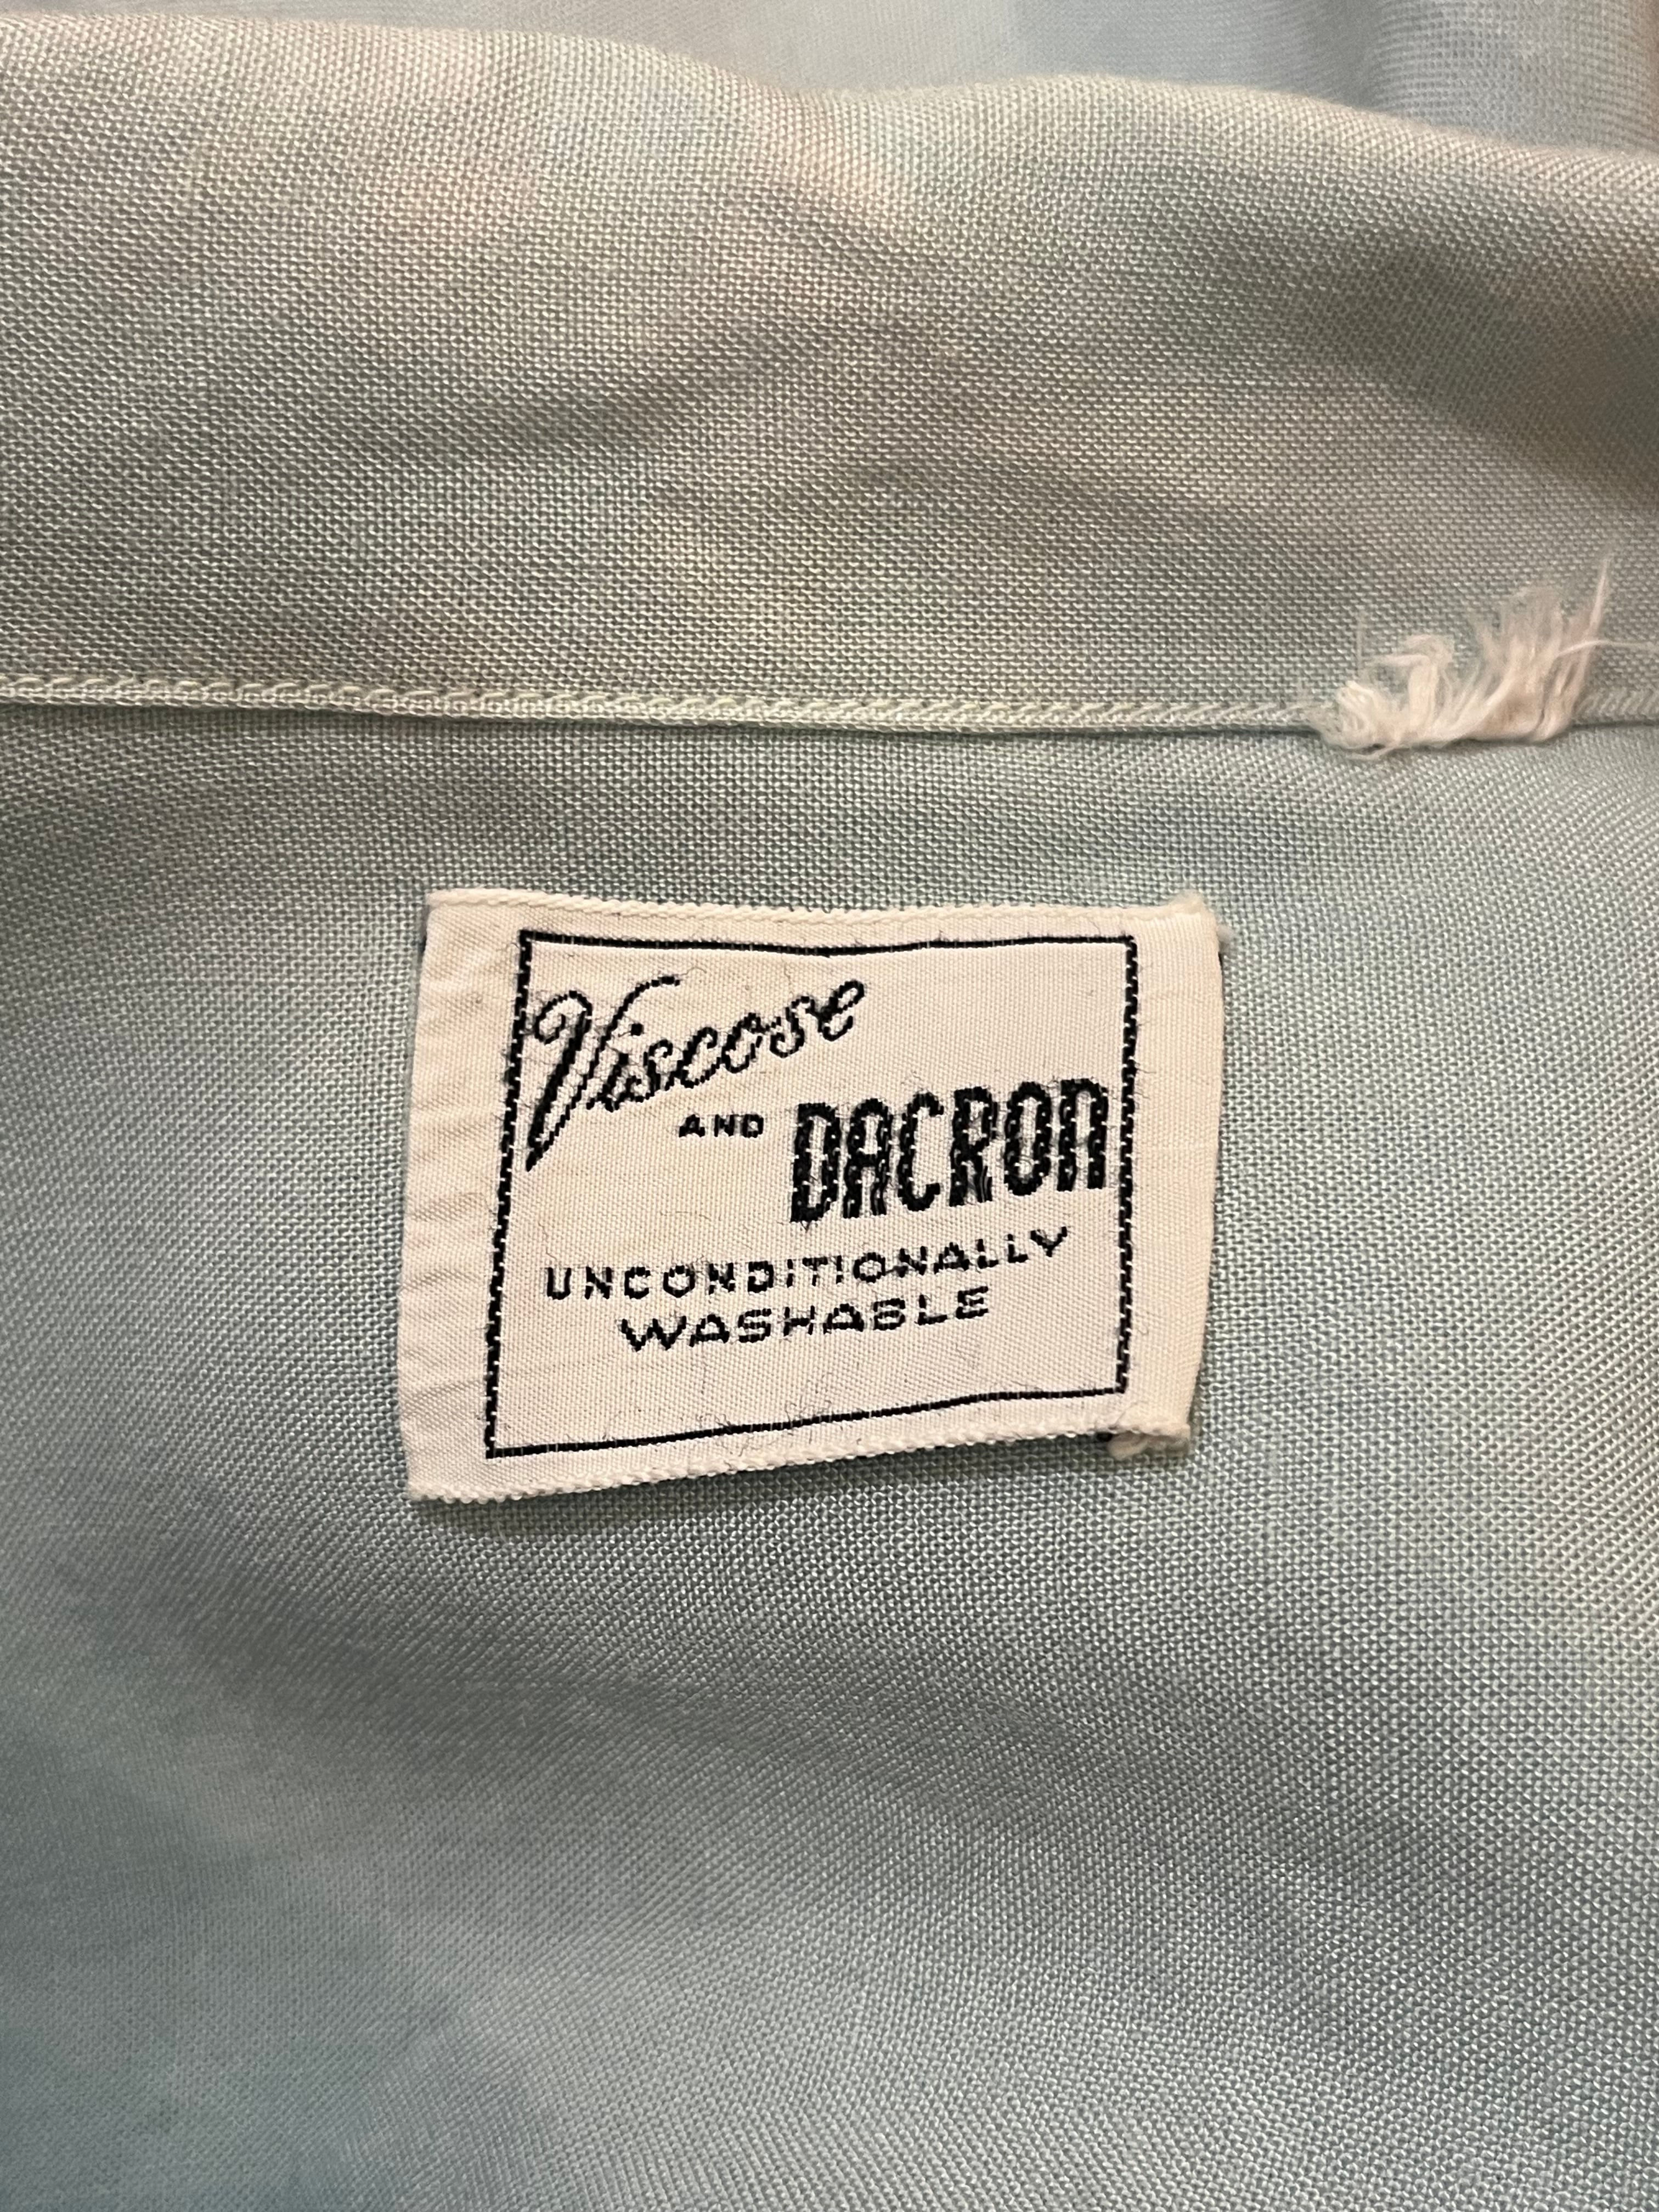 Viscose
AND DACRON
UNCONDITIONALLY
WASHABLE